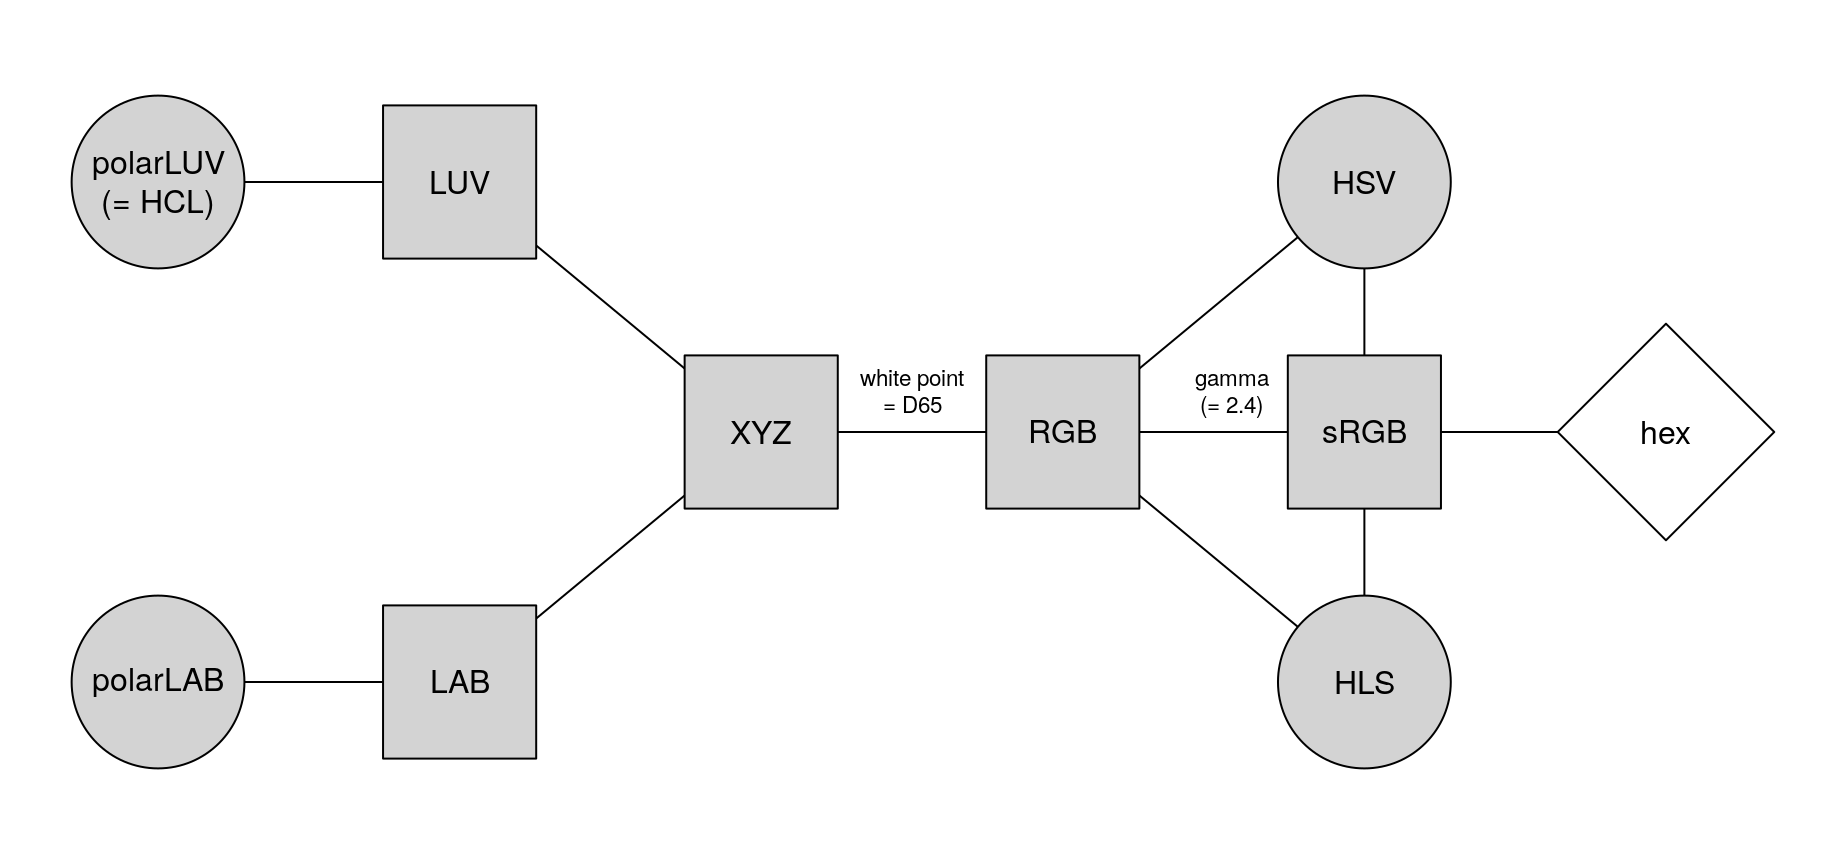 polarLUV
(= HCL)
LUV
HSV
XYZ
white point
= D65
RGB
gamma
(= 2.4)
sRGB
hex
polarLAB
LAB
HLS